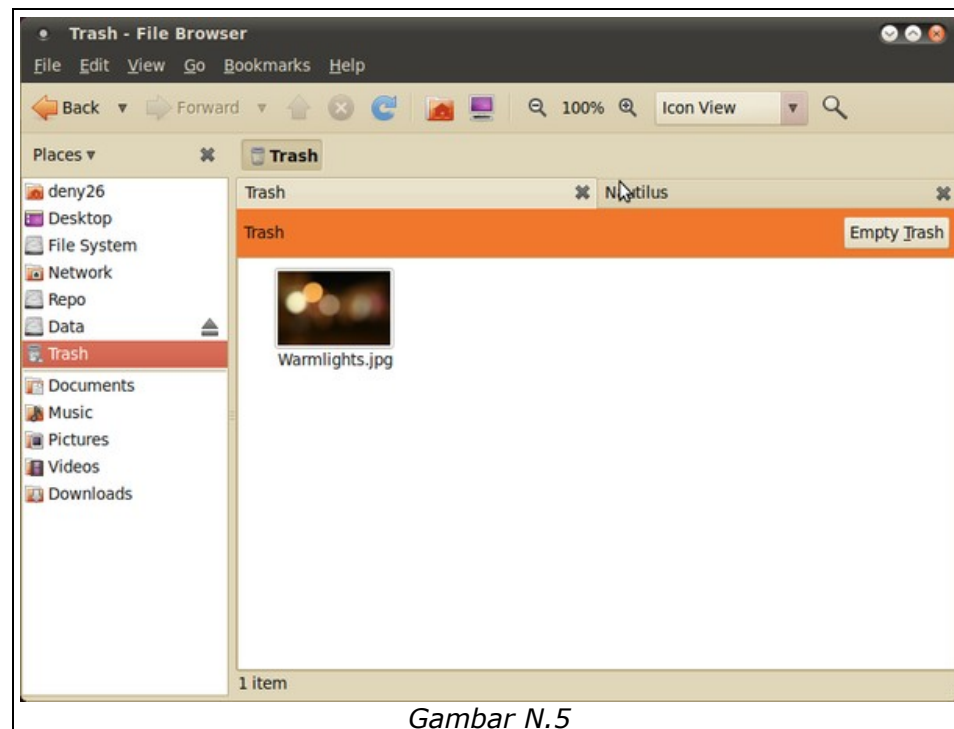 Trash - File Browser
File Edit View Go Bookmarks Help
Back Forward 100% Icon View
Places Trash
deny26
Desktop
File System
Network
Repo
Data
Trash
Documents
Music
Pictures
Videos
Downloads
Trash Nautilus
Trash Empty Trash
Warmlights.jpg
1 item
Gambar N.5